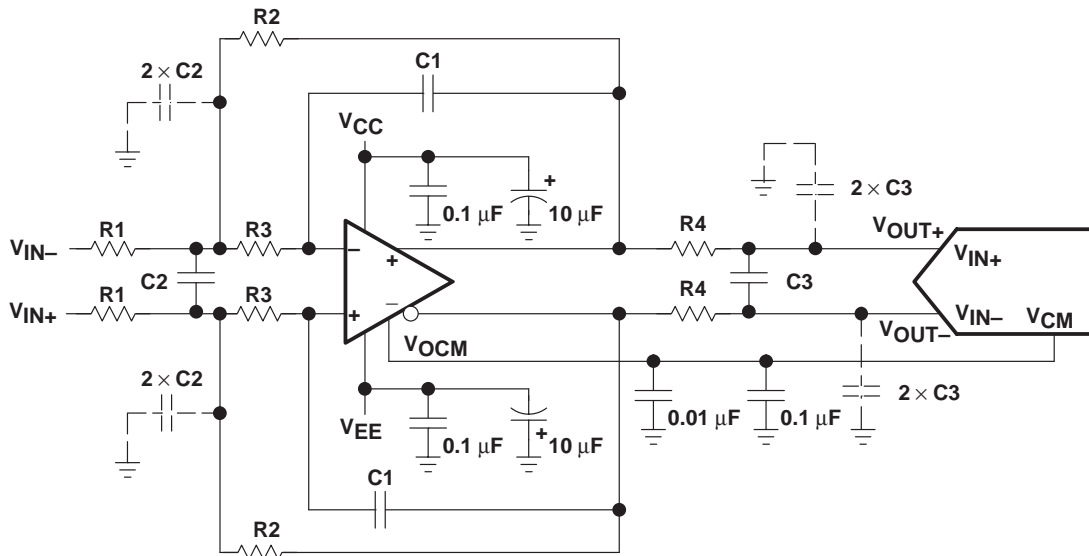 R2
2 × C2
C1
VCC
+
0.1 µF
10 µF
2 × C3
VIN–
R1
R3
–
+
R4
VOUT+
VIN+
C2
C3
VIN+
R1
R3
+
–
R4
VIN–
VCM
VOUT–
VOCM
2 × C2
2 × C3
0.01 µF
0.1 µF
VEE
0.1 µF
+
10 µF
C1
R2